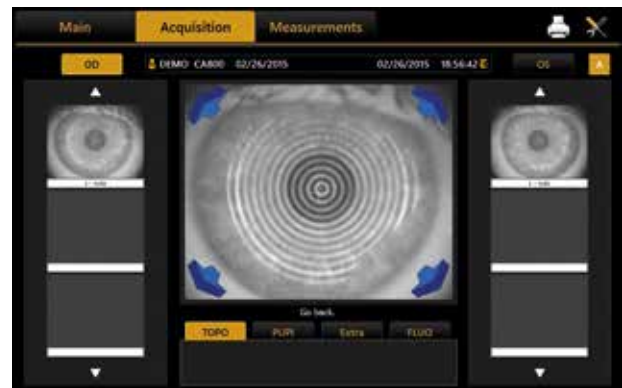 Main Acquisition Measurements
OD DEMO CA800 02/26/2015 02/26/2015 18:56:42 OS A
Go back.
TOPO PUPI Extra FLUO